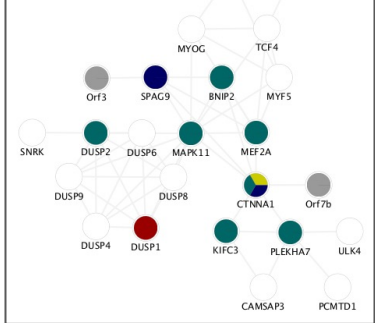 MYOG
TCF4
Orf3
SPAG9
BNIP2
MYF5
SNRK
DUSP2
DUSP6
MAPK11
MEF2A
DUSP9
DUSP8
CTNNA1
Orf7b
DUSP4
DUSP1
KIFC3
PLEKHA7
ULK4
CAMSAP3
PCMTD1